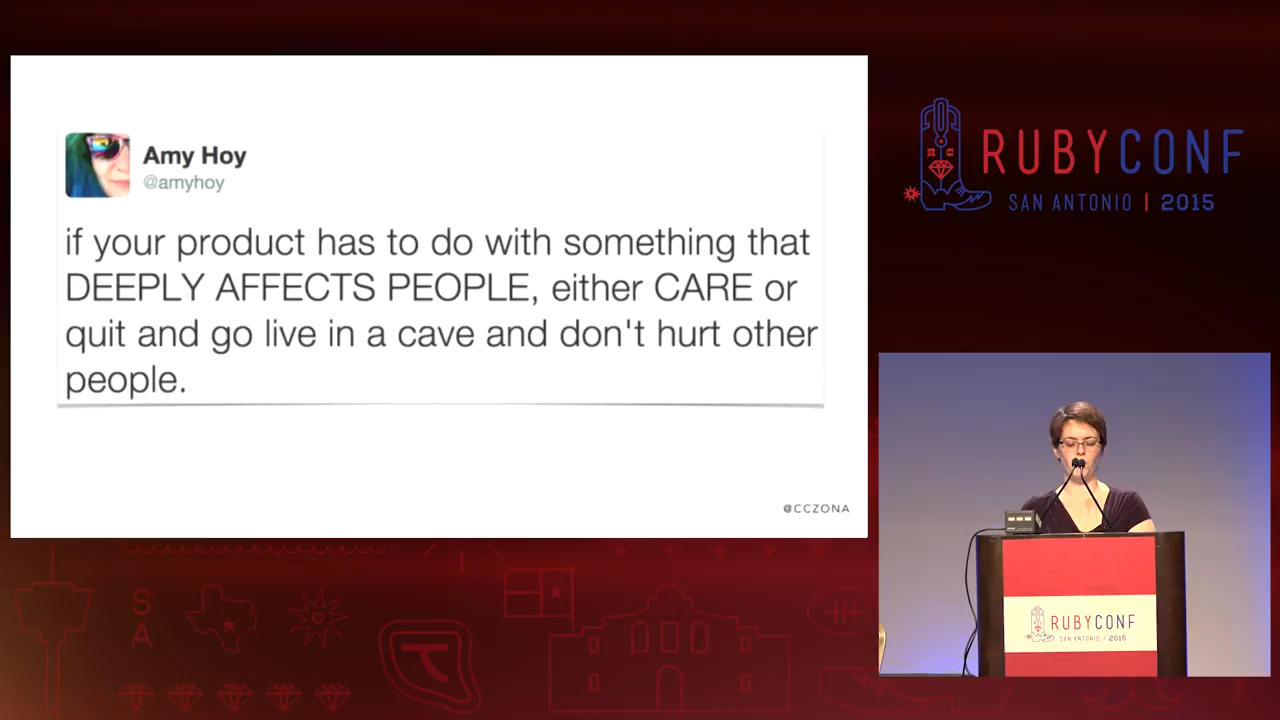 Amy Hoy
@amyhoy
if your product has to do with something that
DEEPLY AFFECTS PEOPLE, either CARE or
quit and go live in a cave and don't hurt other
people.
@CCZONA
RUBYCONF
SAN ANTONIO | 2015
S
A
RUBYCONF
SAN ANTONIO | 2015